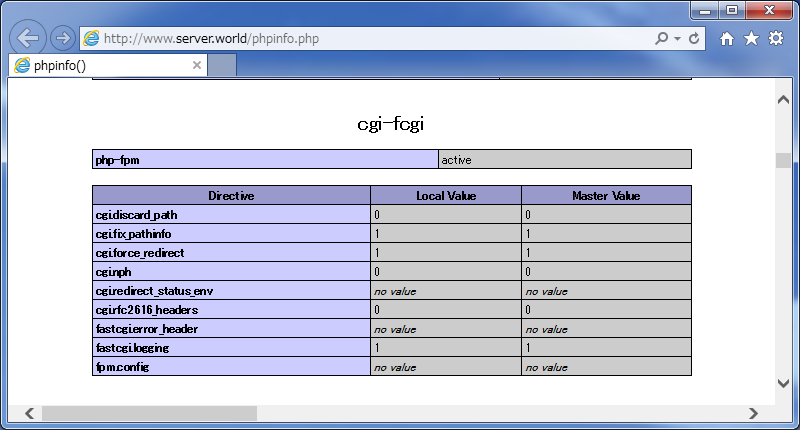 http://www.server.world/phpinfo.php
phpinfo()
cgi-fcgi
php-fpm active
Directive Local Value Master Value
cgi.discard_path 0 0
cgi.fix_pathinfo 1 1
cgi.force_redirect 1 1
cgi.nph 0 0
cgi.redirect_status_env no value no value
cgi.rfc2616_headers 0 0
fastcgi.error_header no value no value
fastcgi.logging 1 1
fpm.config no value no value